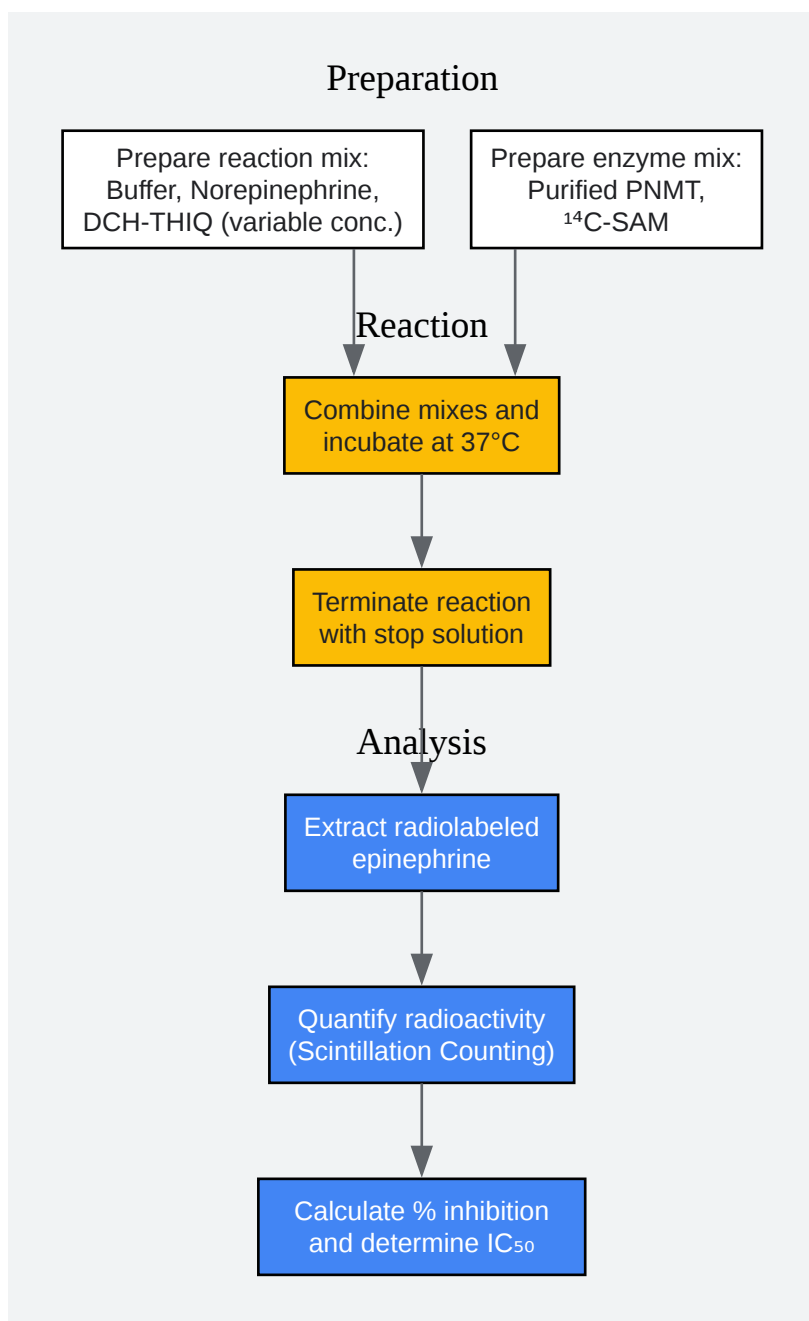 Preparation
Prepare reaction mix:
Buffer, Norepinephrine,
DCH-THIQ (variable conc.)
Prepare enzyme mix:
Purified PNMT,
¹⁴C-SAM
Reaction
Combine mixes and
incubate at 37°C
Terminate reaction
with stop solution
Analysis
Extract radiolabeled
epinephrine
Quantify radioactivity
(Scintillation Counting)
Calculate % inhibition
and determine IC₅₀